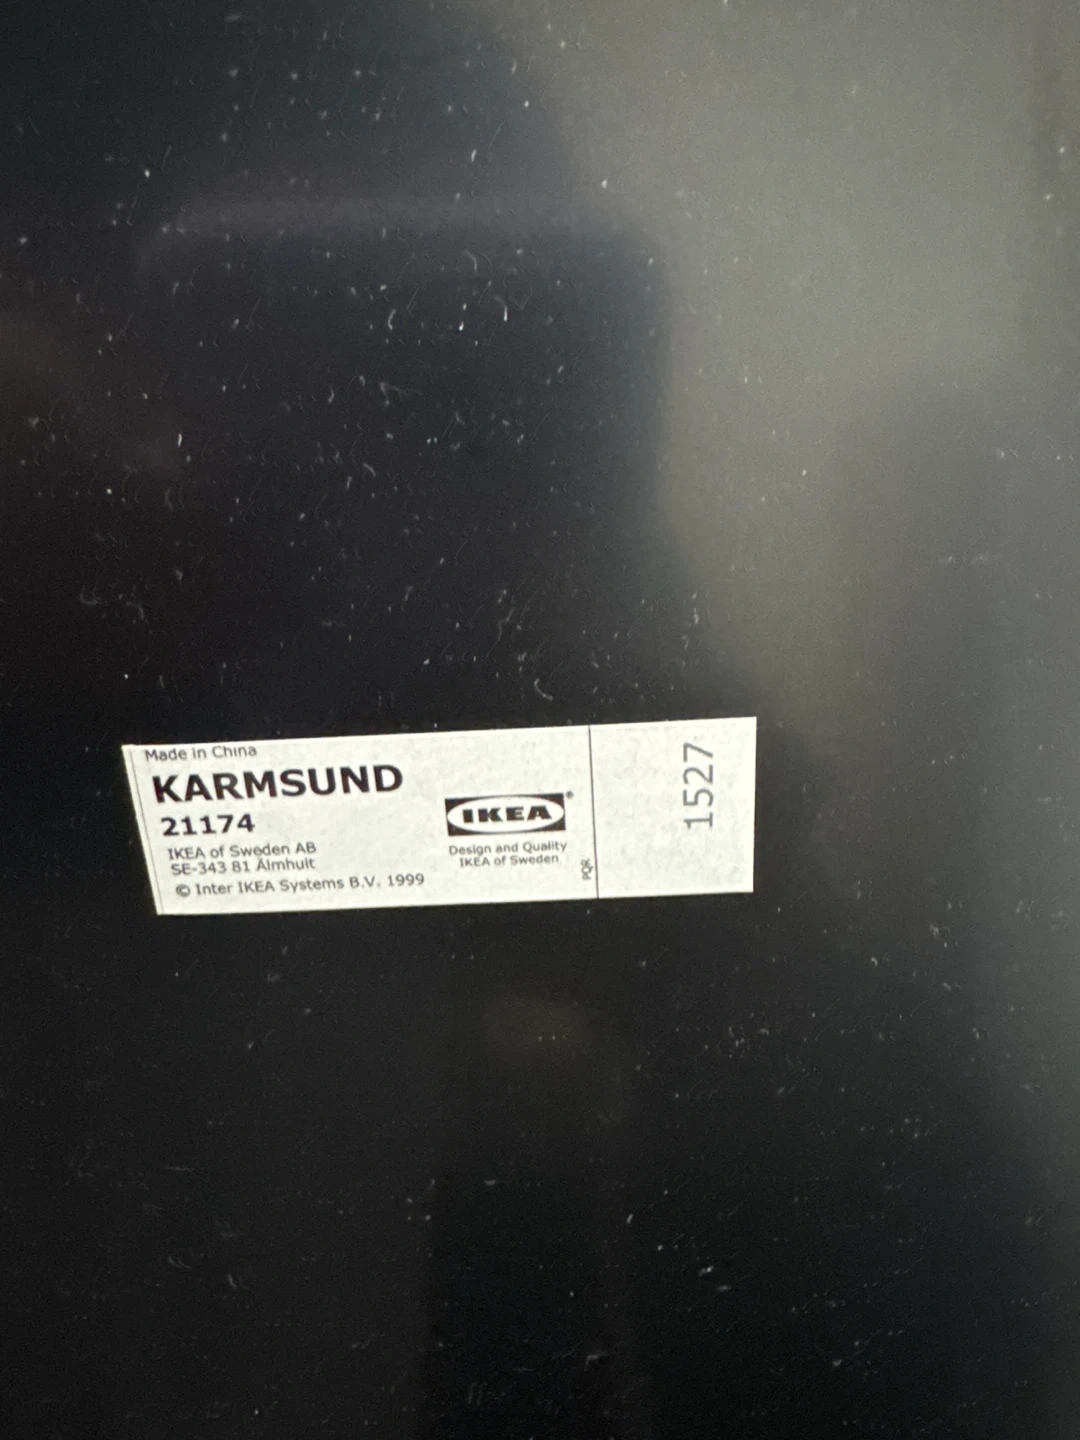 Made in China
KARMSUND
21174
IKEA of Sweden AB
SE-343 81 Älmhult
© Inter IKEA Systems B.V. 1999
IKEA®
Design and Quality
IKEA of Sweden
PQR
1527